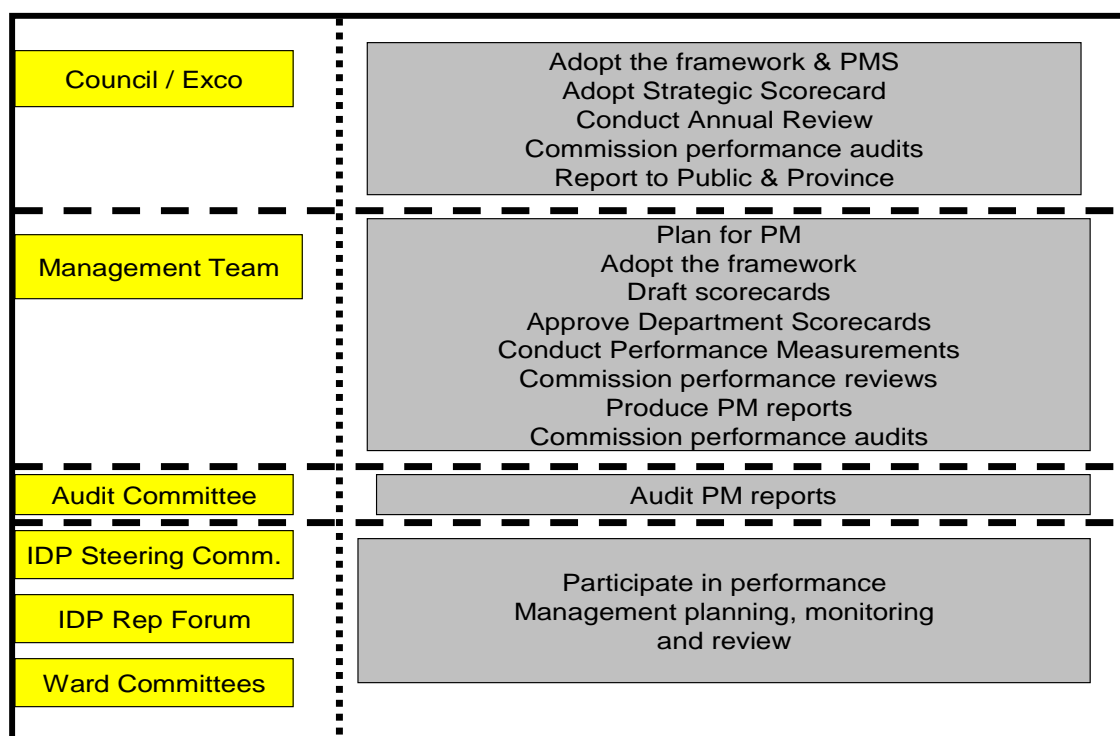 Council / Exco
Adopt the framework & PMS
Adopt Strategic Scorecard
Conduct Annual Review
Commission performance audits
Report to Public & Province
Management Team
Plan for PM
Adopt the framework
Draft scorecards
Approve Department Scorecards
Conduct Performance Measurements
Commission performance reviews
Produce PM reports
Commission performance audits
Audit Committee
Audit PM reports
IDP Steering Comm.
IDP Rep Forum
Ward Committees
Participate in performance
Management planning, monitoring
and review